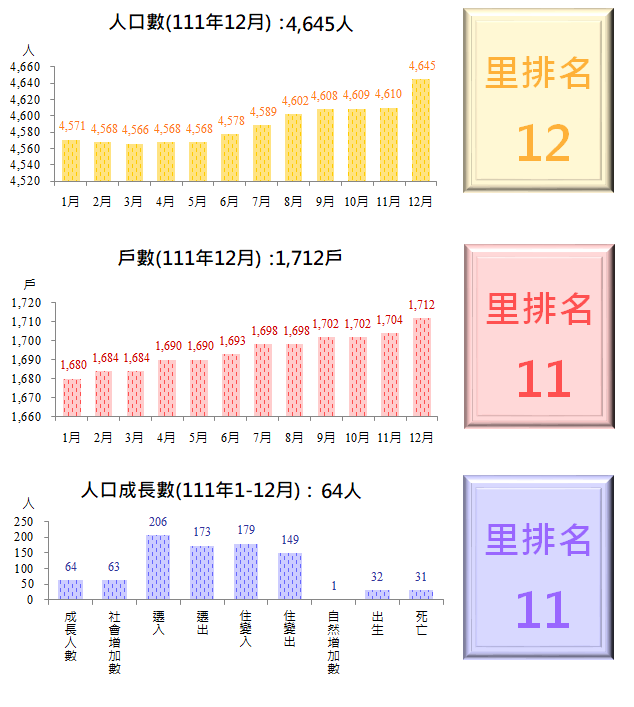 人口數(111年12月) :4,645人
里排名
12
人
4,660
4,640
4,620
4,600
4,580
4,560
4,540
4,520
4,571 4,568 4,566 4,568 4,568 4,578 4,589 4,602 4,608 4,609 4,610 4,645
1月 2月 3月 4月 5月 6月 7月 8月 9月 10月 11月 12月
戶數(111年12月) :1,712戶
里排名
11
戶
1,720
1,710
1,700
1,690
1,680
1,670
1,660
1,680 1,684 1,684 1,690 1,690 1,693 1,698 1,698 1,702 1,702 1,704 1,712
1月 2月 3月 4月 5月 6月 7月 8月 9月 10月 11月 12月
人口成長數(111年1-12月) : 64人
里排名
11
人
250
200
150
100
50
0
64 63 206 173 179 149 1 32 31
成長人數
社會增加數
遷入
遷出
住變入
住變出
自然增加數
出生
死亡